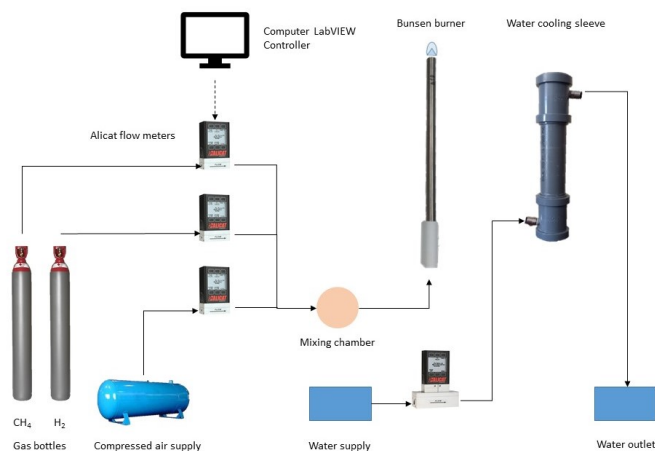 Computer LabVIEW
Controller
Bunsen burner
Water cooling sleeve
Alicat flow meters
Mixing chamber
CH₄
H₂
Gas bottles
Compressed air supply
Water supply
Water outlet